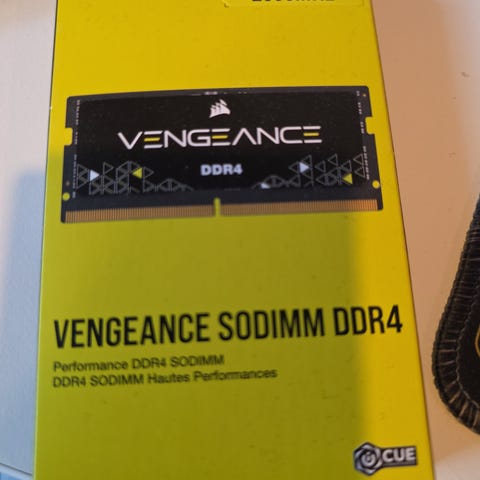 VENGEANCE
DDR4
VENGEANCE SODIMM DDR4
Performance DDR4 SODIMM
DDR4 SODIMM Hautes Performances
CUE